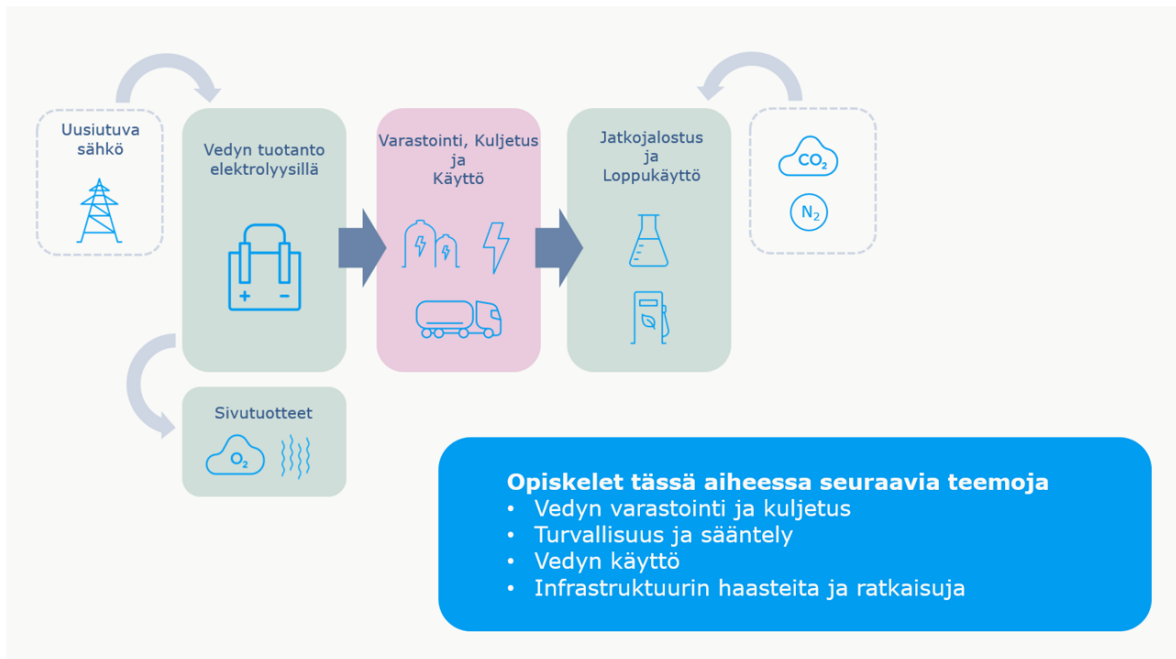 Uusiutuva
sähkö
Vedyn tuotanto
elektrolyysillä
+ −
Varastointi, Kuljetus
ja
Käyttö
Jatkojalostus
ja
Loppukäyttö
CO₂
N₂
Sivutuotteet
O₂
Opiskelet tässä aiheessa seuraavia teemoja
• Vedyn varastointi ja kuljetus
• Turvallisuus ja sääntely
• Vedyn käyttö
• Infrastruktuurin haasteita ja ratkaisuja